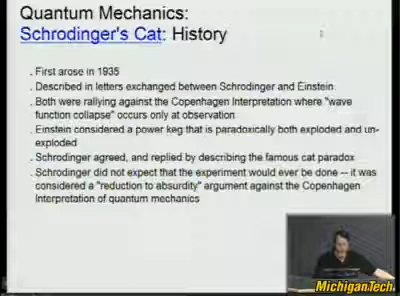 Quantum Mechanics:
Schrodinger's Cat: History
. First arose in 1935
. Described in letters exchanged between Schrodinger and Einstein
. Both were rallying against the Copenhagen Interpretation where "wave
function collapse" occurs only at observation
. Einstein considered a power keg that is paradoxically both exploded and un-
exploded
. Schrodinger agreed, and replied by describing the famous cat paradox
. Schrodinger did not expect that the experiment would ever be done -- it was
considered a "reduction to absurdity" argument against the Copenhagen
Interpretation of quantum mechanics
MichiganTech